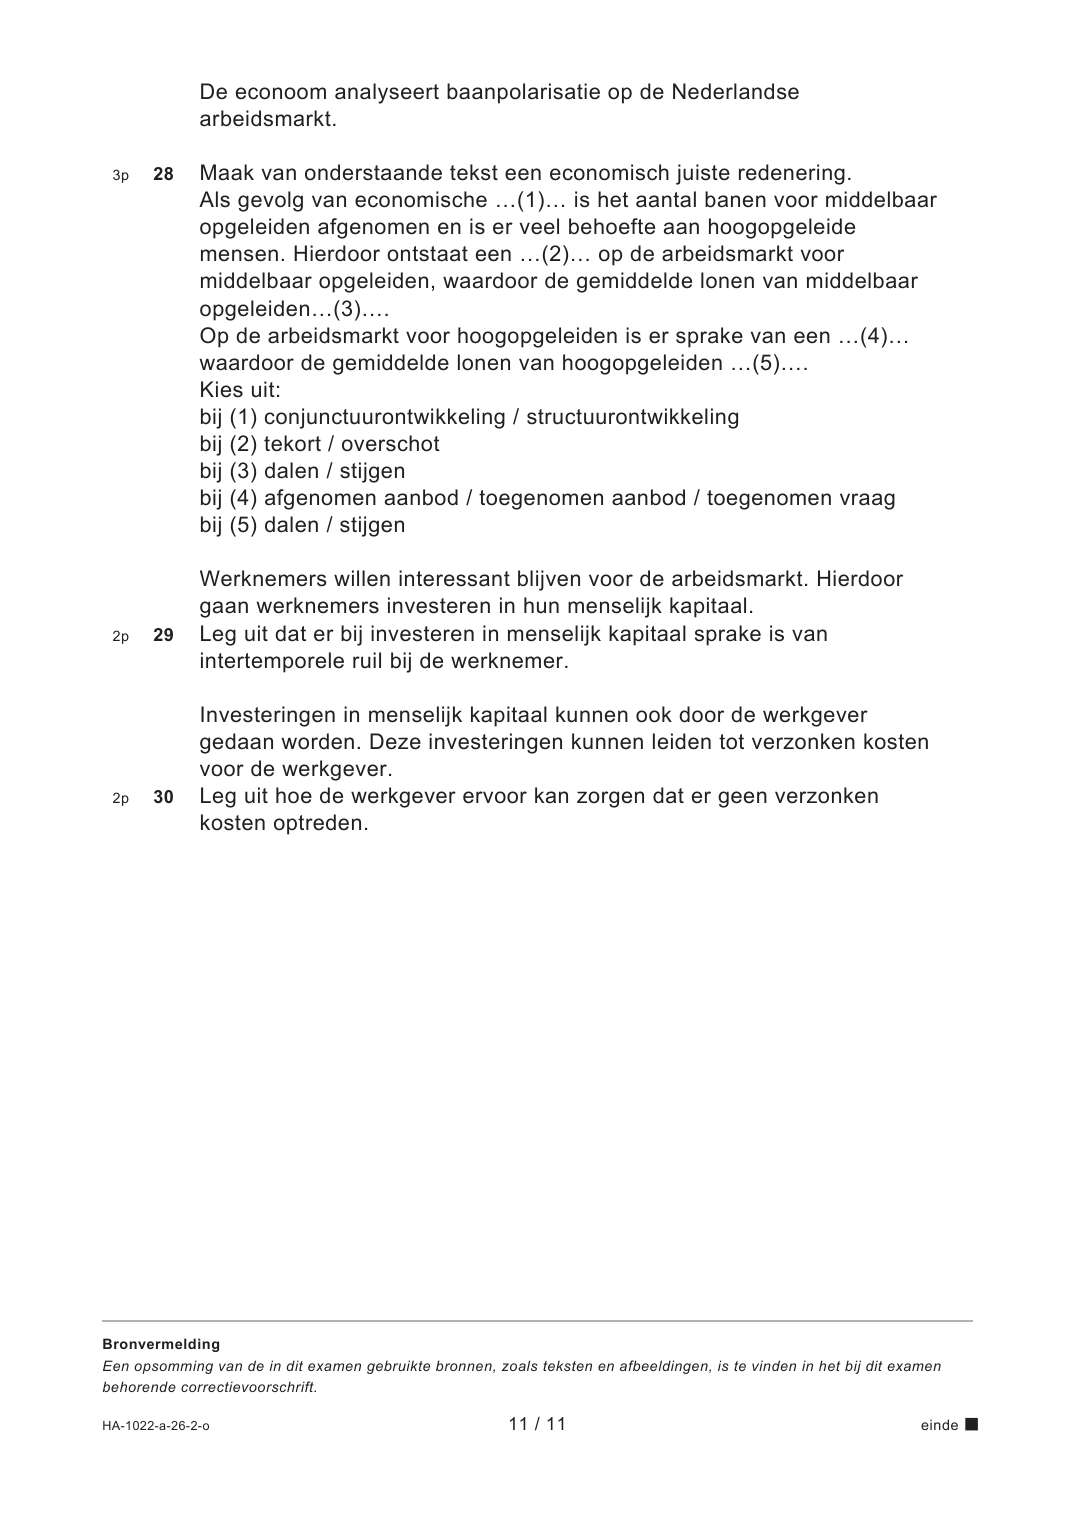 De econoom analyseert baanpolarisatie op de Nederlandse
arbeidsmarkt.
3p 28 Maak van onderstaande tekst een economisch juiste redenering.
Als gevolg van economische …(1)… is het aantal banen voor middelbaar
opgeleiden afgenomen en is er veel behoefte aan hoogopgeleide
mensen. Hierdoor ontstaat een …(2)… op de arbeidsmarkt voor
middelbaar opgeleiden, waardoor de gemiddelde lonen van middelbaar
opgeleiden…(3)….
Op de arbeidsmarkt voor hoogopgeleiden is er sprake van een …(4)…
waardoor de gemiddelde lonen van hoogopgeleiden …(5)….
Kies uit:
bij (1) conjunctuurontwikkeling / structuurontwikkeling
bij (2) tekort / overschot
bij (3) dalen / stijgen
bij (4) afgenomen aanbod / toegenomen aanbod / toegenomen vraag
bij (5) dalen / stijgen
Werknemers willen interessant blijven voor de arbeidsmarkt. Hierdoor
gaan werknemers investeren in hun menselijk kapitaal.
2p 29 Leg uit dat er bij investeren in menselijk kapitaal sprake is van
intertemporele ruil bij de werknemer.
Investeringen in menselijk kapitaal kunnen ook door de werkgever
gedaan worden. Deze investeringen kunnen leiden tot verzonken kosten
voor de werkgever.
2p 30 Leg uit hoe de werkgever ervoor kan zorgen dat er geen verzonken
kosten optreden.
Bronvermelding
Een opsomming van de in dit examen gebruikte bronnen, zoals teksten en afbeeldingen, is te vinden in het bij dit examen
behorende correctievoorschrift.
HA-1022-a-26-2-o 11 / 11 einde ■